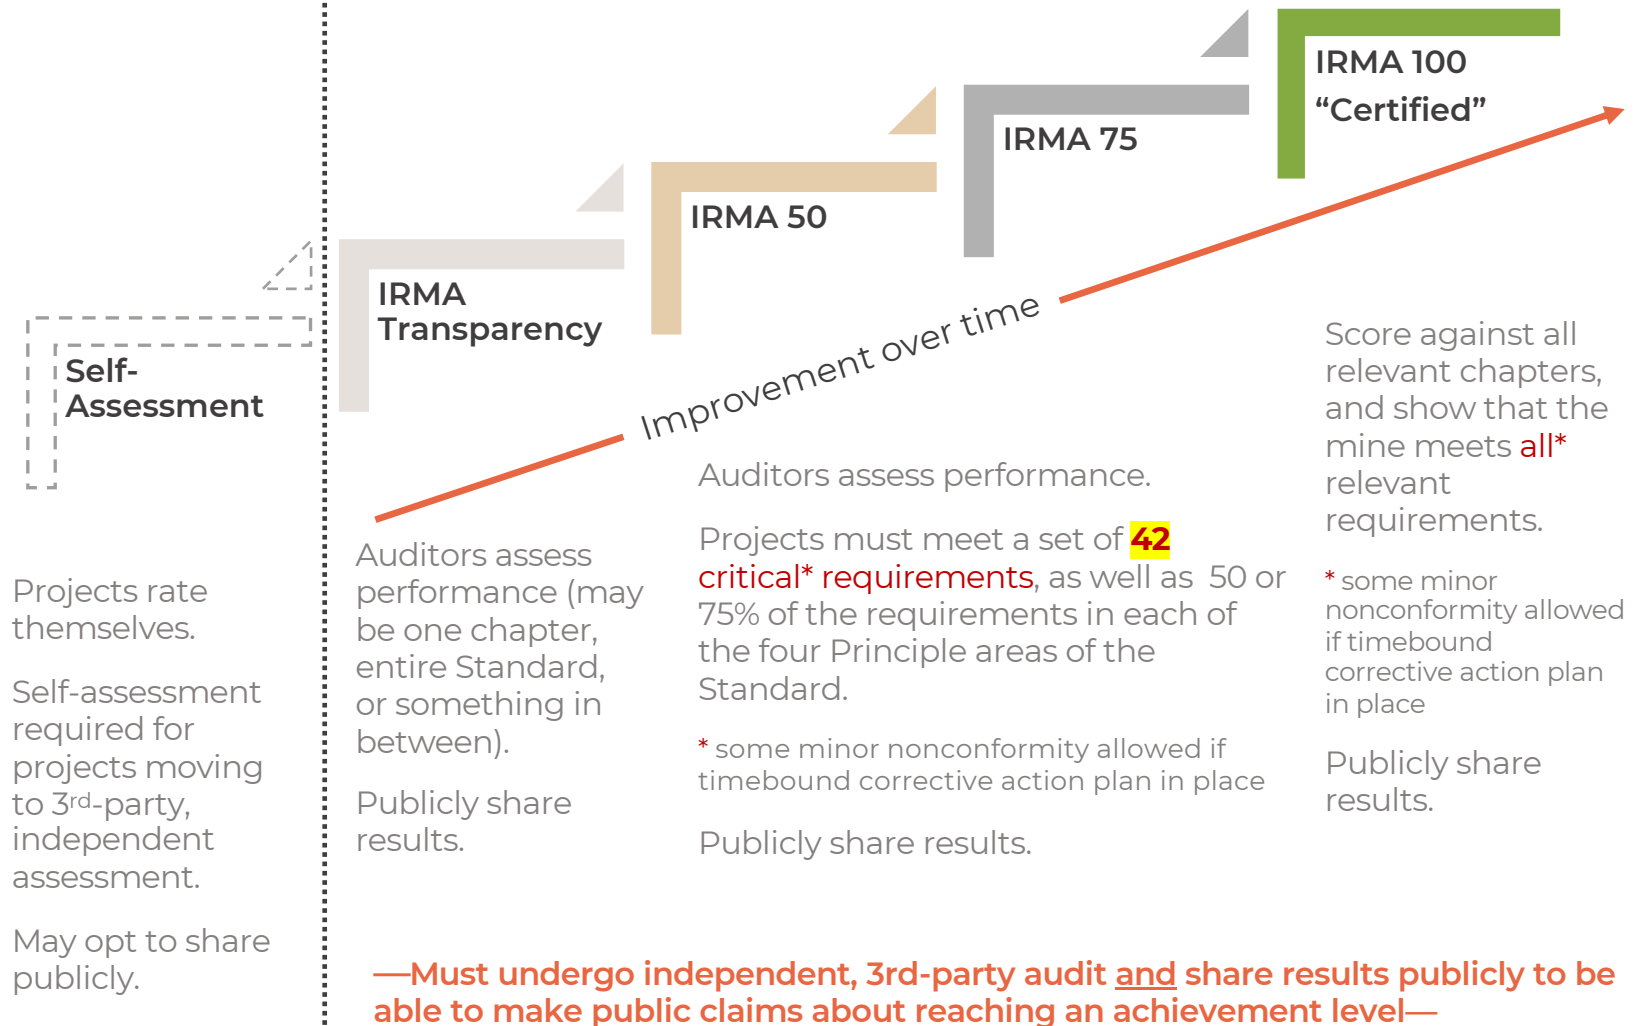 IRMA 100
“Certified”
IRMA 75
IRMA 50
IRMA
Transparency
Self-
Assessment
Improvement over time
Projects rate
themselves.
Self-assessment
required for
projects moving
to 3rd-party,
independent
assessment.
May opt to share
publicly.
Auditors assess
performance (may
be one chapter,
entire Standard,
or something in
between).
Publicly share
results.
Auditors assess performance.
Projects must meet a set of 42
critical* requirements, as well as  50 or
75% of the requirements in each of
the four Principle areas of the
Standard.
* some minor nonconformity allowed if
timebound corrective action plan in place
Publicly share results.
Score against all
relevant chapters,
and show that the
mine meets all*
relevant
requirements.
* some minor
nonconformity allowed
if timebound
corrective action plan
in place
Publicly share
results.
—Must undergo independent, 3rd-party audit and share results publicly to be
able to make public claims about reaching an achievement level—